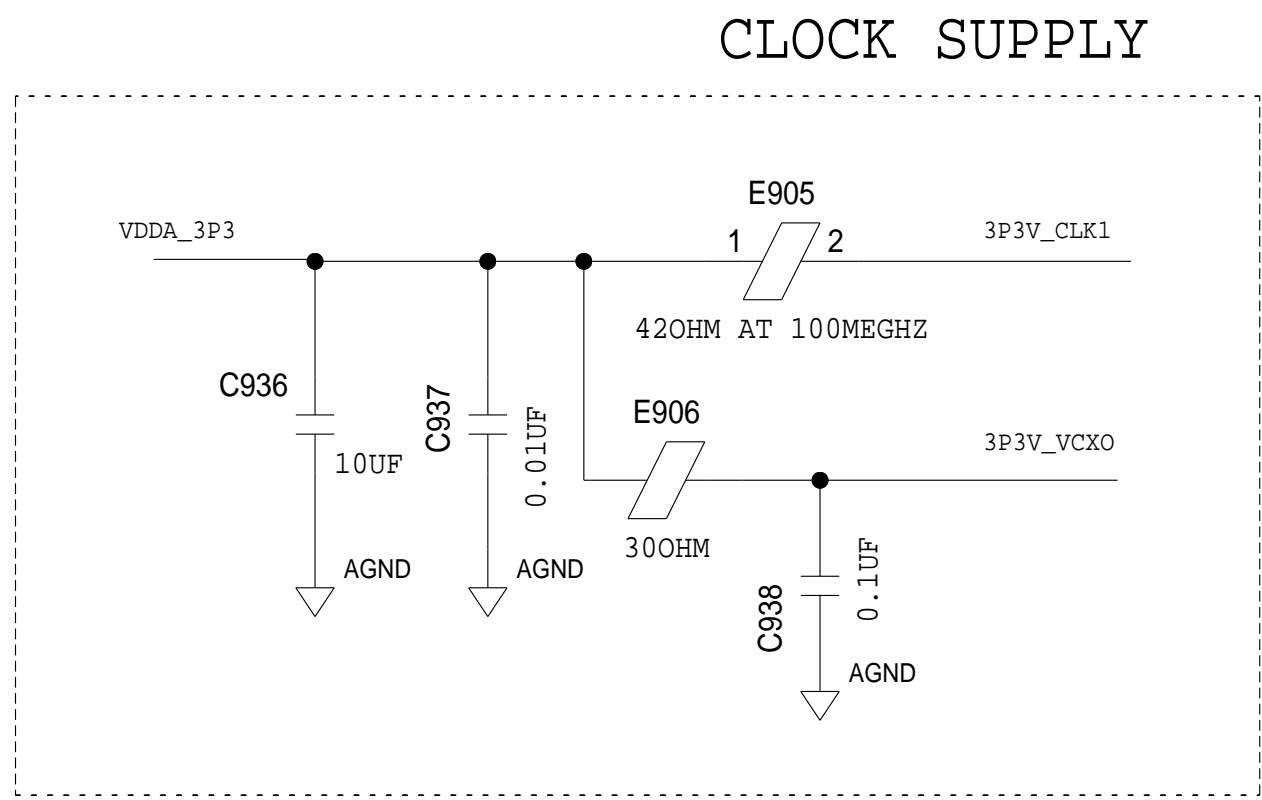 CLOCK SUPPLY
E905
VDDA_3P3
1
2
3P3V_CLK1
42OHM AT 100MEGHZ
C936
10UF
C937
0.01UF
E906
3P3V_VCXO
30OHM
AGND
AGND
C938
0.1UF
AGND